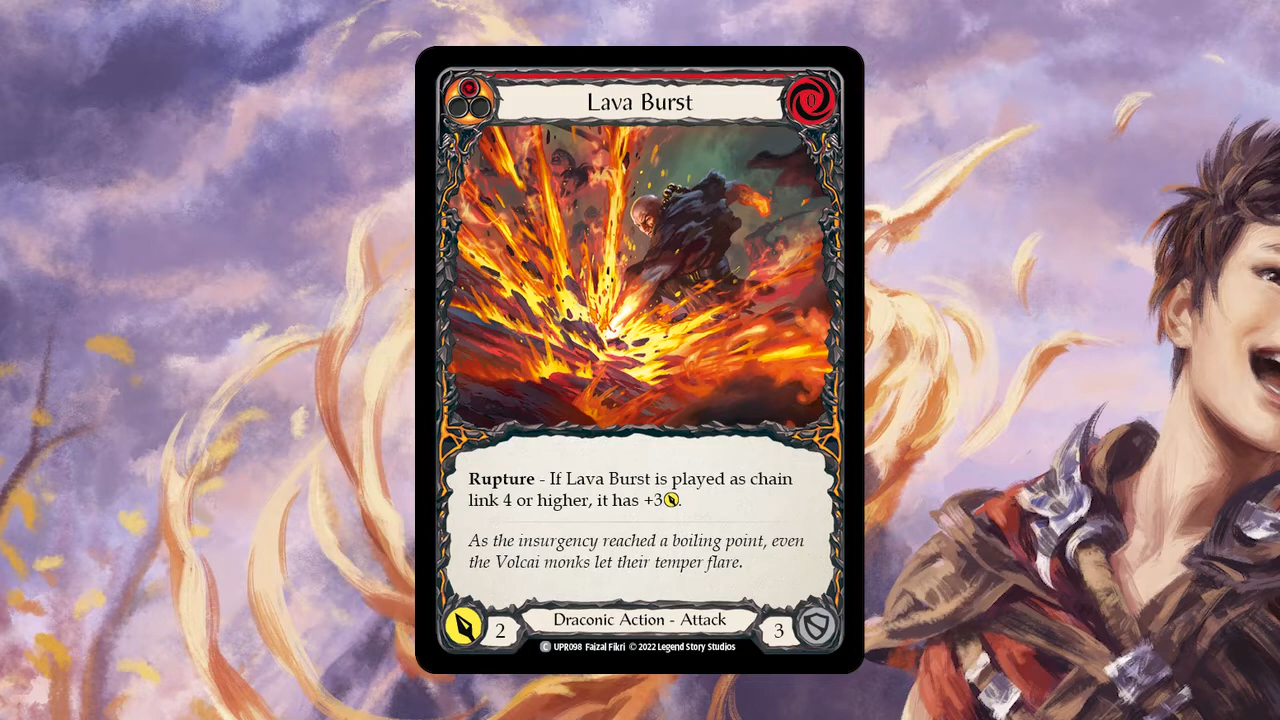 Lava Burst
0
Rupture - If Lava Burst is played as chain
link 4 or higher, it has +3.
As the insurgency reached a boiling point, even
the Volcai monks let their temper flare.
2
Draconic Action - Attack
3
C UPR098 Faizal Fikri © 2022 Legend Story Studios